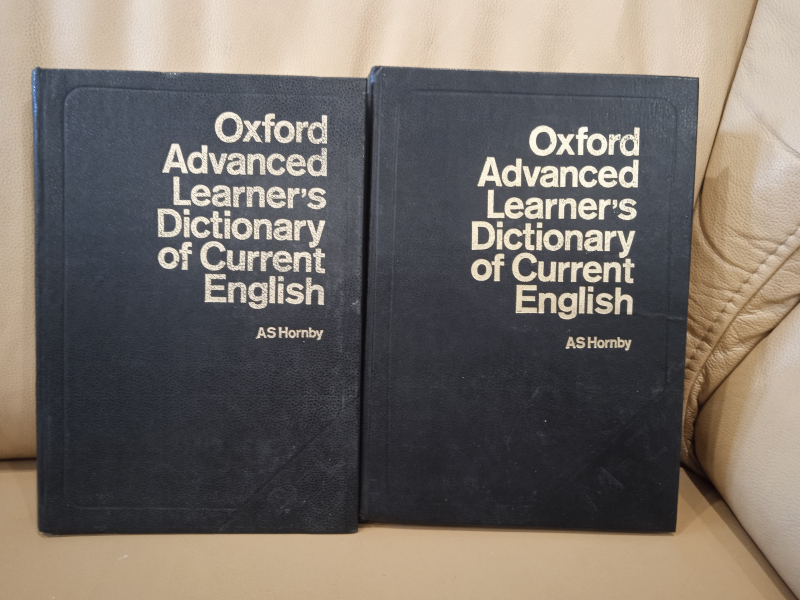 Oxford
Advanced
Learner's
Dictionary
of Current
English
AS Hornby
Oxford
Advanced
Learner's
Dictionary
of Current
English
AS Hornby